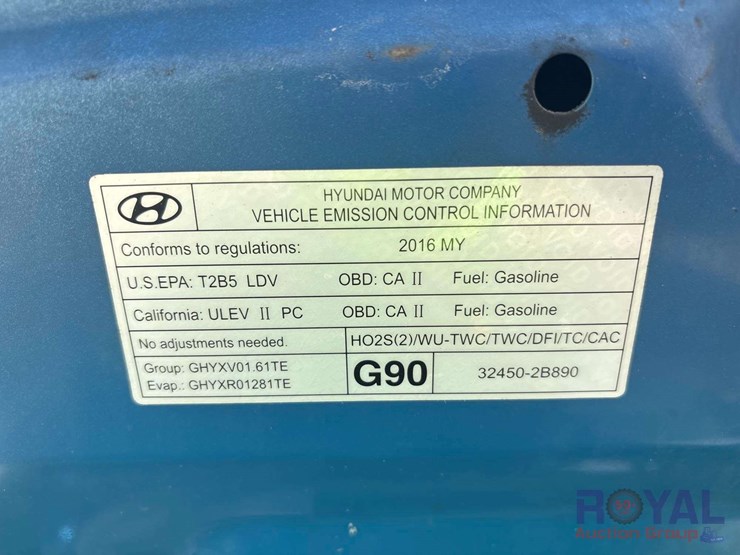 HYUNDAI MOTOR COMPANY
VEHICLE EMISSION CONTROL INFORMATION
Conforms to regulations: 2016 MY
U.S.EPA: T2B5 LDV OBD: CA II Fuel: Gasoline
California: ULEV II PC OBD: CA II Fuel: Gasoline
No adjustments needed. HO2S(2)/WU-TWC/TWC/DFI/TC/CAC
Group: GHYXV01.61TE
Evap.: GHYXR01281TE
G90 32450-2B890
ROYAL
Auction Group